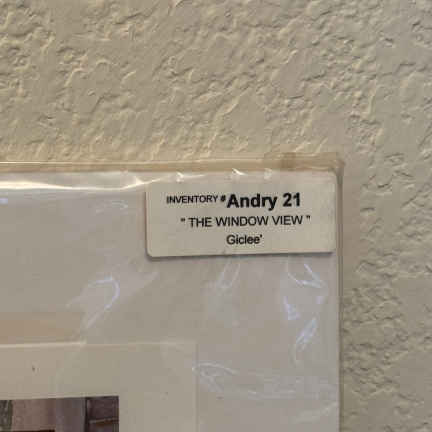 INVENTORY # Andry 21
" THE WINDOW VIEW "
Giclee'